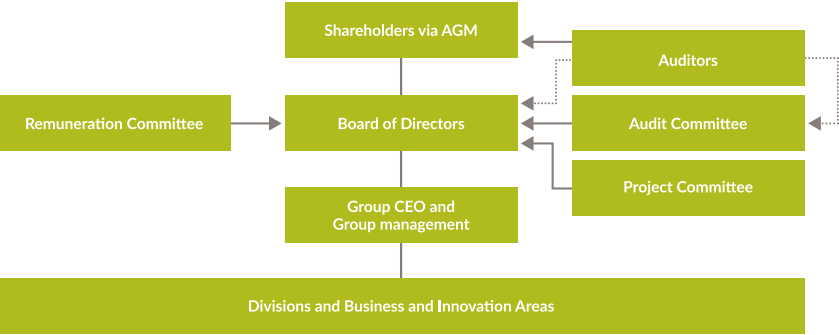 Shareholders via AGM
Auditors
Remuneration Committee
Board of Directors
Audit Committee
Project Committee
Group CEO and
Group management
Divisions and Business and Innovation Areas